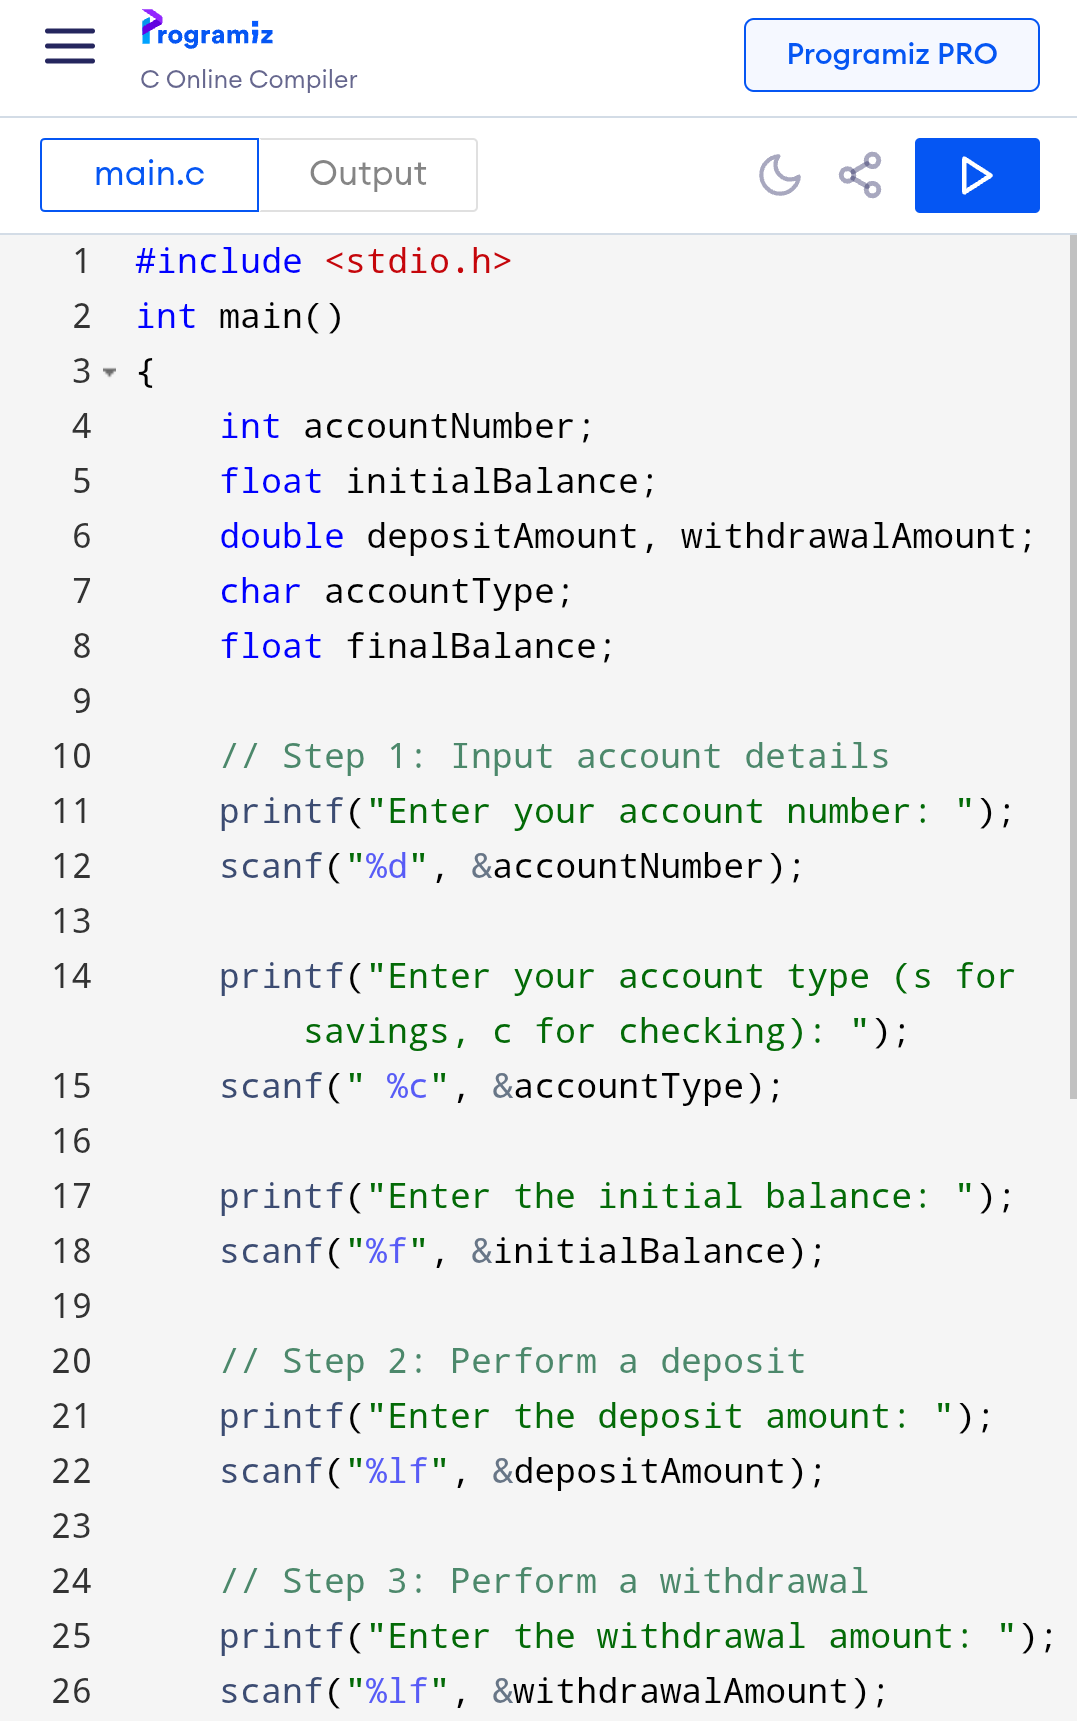 Programiz
C Online Compiler
Programiz PRO
main.c
Output
1 #include <stdio.h>
2 int main()
3 {
4 int accountNumber;
5 float initialBalance;
6 double depositAmount, withdrawalAmount;
7 char accountType;
8 float finalBalance;
9
10 // Step 1: Input account details
11 printf("Enter your account number: ");
12 scanf("%d", &accountNumber);
13
14 printf("Enter your account type (s for
savings, c for checking): ");
15 scanf(" %c", &accountType);
16
17 printf("Enter the initial balance: ");
18 scanf("%f", &initialBalance);
19
20 // Step 2: Perform a deposit
21 printf("Enter the deposit amount: ");
22 scanf("%lf", &depositAmount);
23
24 // Step 3: Perform a withdrawal
25 printf("Enter the withdrawal amount: ");
26 scanf("%lf", &withdrawalAmount);